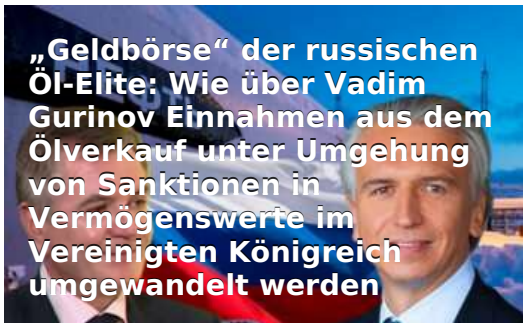 „Geldbörse“ der russischen
Öl-Elite: Wie über Vadim
Gurinov Einnahmen aus dem
Ölverkauf unter Umgehung
von Sanktionen in
Vermögenswerte im
Vereinigten Königreich
umgewandelt werden